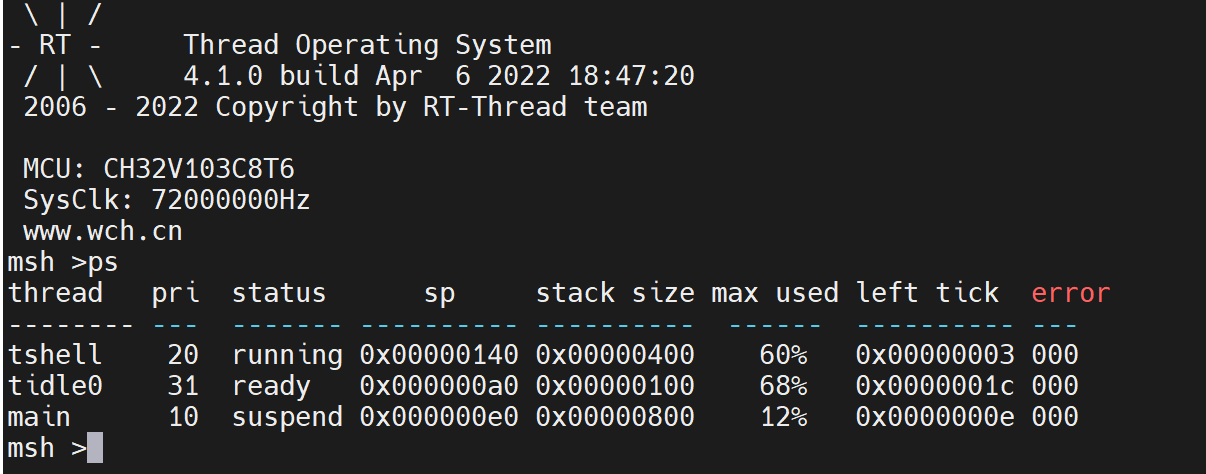 \ | /
- RT -     Thread Operating System
 / | \     4.1.0 build Apr  6 2022 18:47:20
 2006 - 2022 Copyright by RT-Thread team

 MCU: CH32V103C8T6
 SysClk: 72000000Hz
 www.wch.cn
msh >ps
thread   pri  status      sp     stack size max used left tick  error
-------- ---  ------- ---------- ----------  ------  ---------- ---
tshell    20  running 0x00000140 0x00000400    60%   0x00000003 000
tidle0    31  ready   0x000000a0 0x00000100    68%   0x0000001c 000
main      10  suspend 0x000000e0 0x00000800    12%   0x0000000e 000
msh >